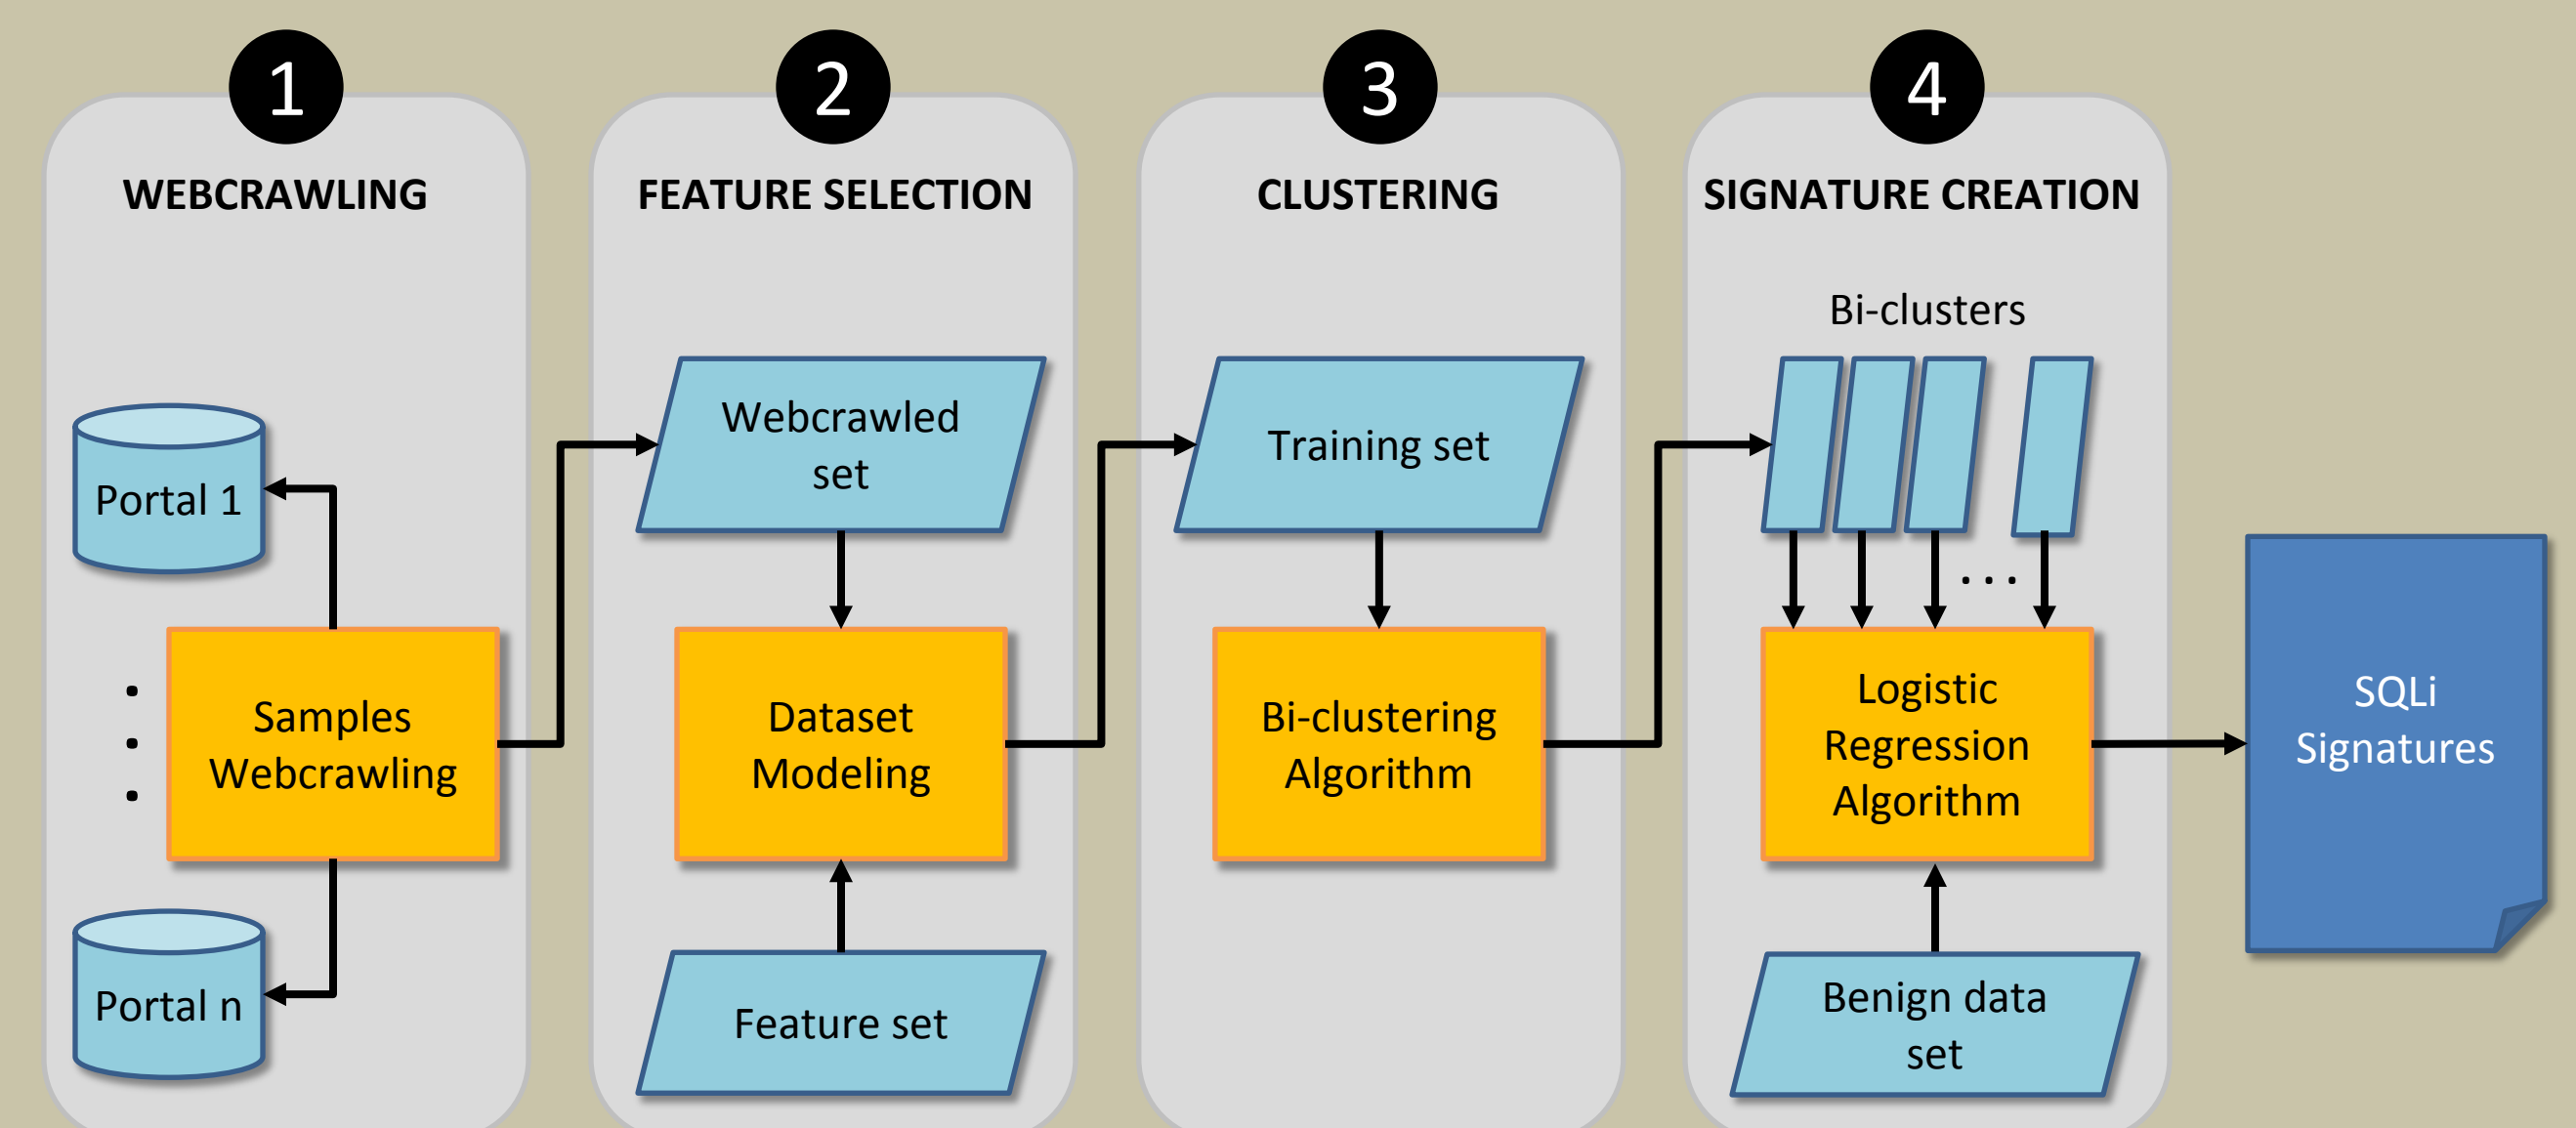 1
WEBCRAWLING
Portal 1
Samples
Webcrawling
Portal n
2
FEATURE SELECTION
Webcrawled
set
Dataset
Modeling
Feature set
3
CLUSTERING
Training set
Bi-clustering
Algorithm
4
SIGNATURE CREATION
Bi-clusters
...
Logistic
Regression
Algorithm
Benign data
set
SQLi
Signatures